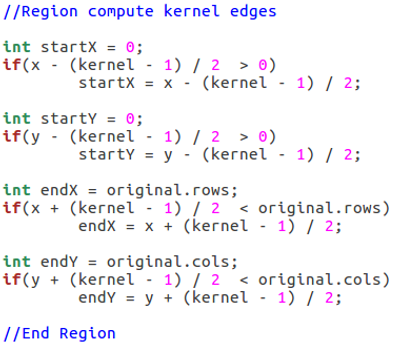 //Region compute kernel edges
int startX = 0;
if(x - (kernel - 1) / 2  > 0)
        startX = x - (kernel - 1) / 2;
int startY = 0;
if(y - (kernel - 1) / 2  > 0)
        startY = y - (kernel - 1) / 2;
int endX = original.rows;
if(x + (kernel - 1) / 2  < original.rows)
        endX = x + (kernel - 1) / 2;
int endY = original.cols;
if(y + (kernel - 1) / 2  < original.cols)
        endY = y + (kernel - 1) / 2;
//End Region